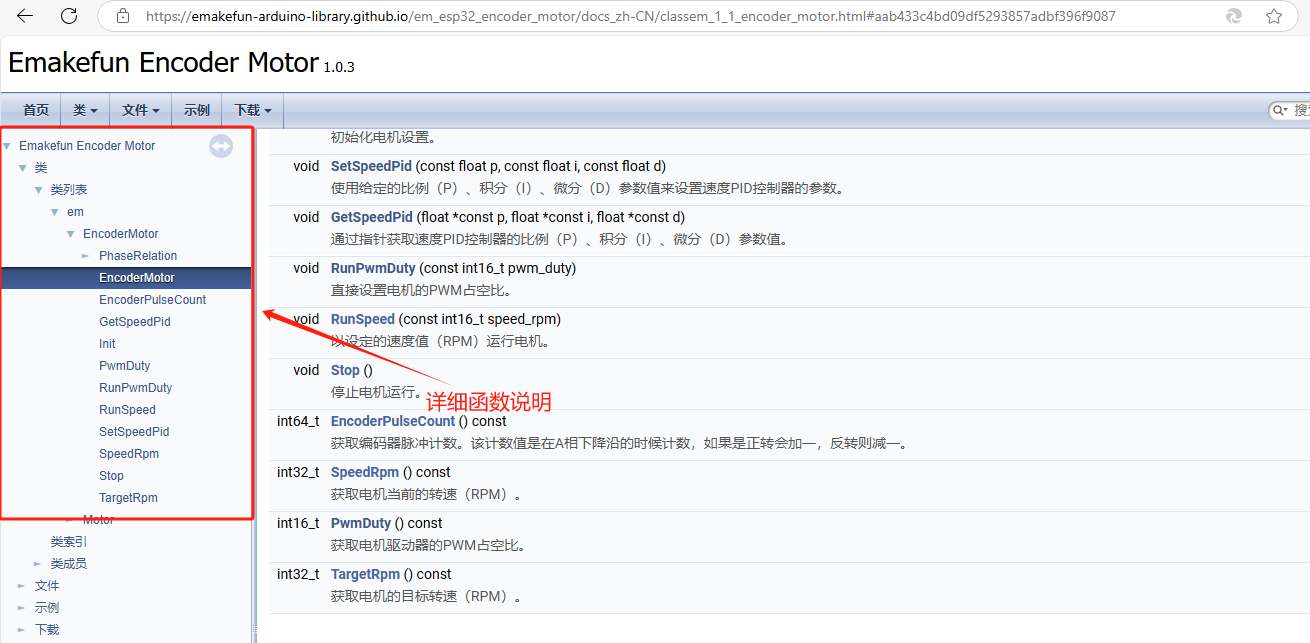 https://emakefun-arduino-library.github.io/em_esp32_encoder_motor/docs_zh-CN/classem_1_1_encoder_motor.html#aab433c4bd09df5293857adbf396f9087
Emakefun Encoder Motor 1.0.3
首页 类 文件 示例 下载
Emakefun Encoder Motor
类
类列表
em
EncoderMotor
PhaseRelation
EncoderMotor
EncoderPulseCount
GetSpeedPid
Init
PwmDuty
RunPwmDuty
RunSpeed
SetSpeedPid
SpeedRpm
Stop
TargetRpm
Motor
类索引
类成员
文件
示例
下载
初始化电机设置。
void SetSpeedPid (const float p, const float i, const float d)
使用给定的比例（P）、积分（I）、微分（D）参数值来设置速度PID控制器的参数。
void GetSpeedPid (float *const p, float *const i, float *const d)
通过指针获取速度PID控制器的比例（P）、积分（I）、微分（D）参数值。
void RunPwmDuty (const int16_t pwm_duty)
直接设置电机的PWM占空比。
void RunSpeed (const int16_t speed_rpm)
以设定的速度值（RPM）运行电机。
void Stop ()
停止电机运行。
详细函数说明
int64_t EncoderPulseCount () const
获取编码器脉冲计数。该计数值是在A相下降沿的时候计数，如果是正转会加一，反转则减一。
int32_t SpeedRpm () const
获取电机当前的转速（RPM）。
int16_t PwmDuty () const
获取电机驱动器的PWM占空比。
int32_t TargetRpm () const
获取电机的目标转速（RPM）。